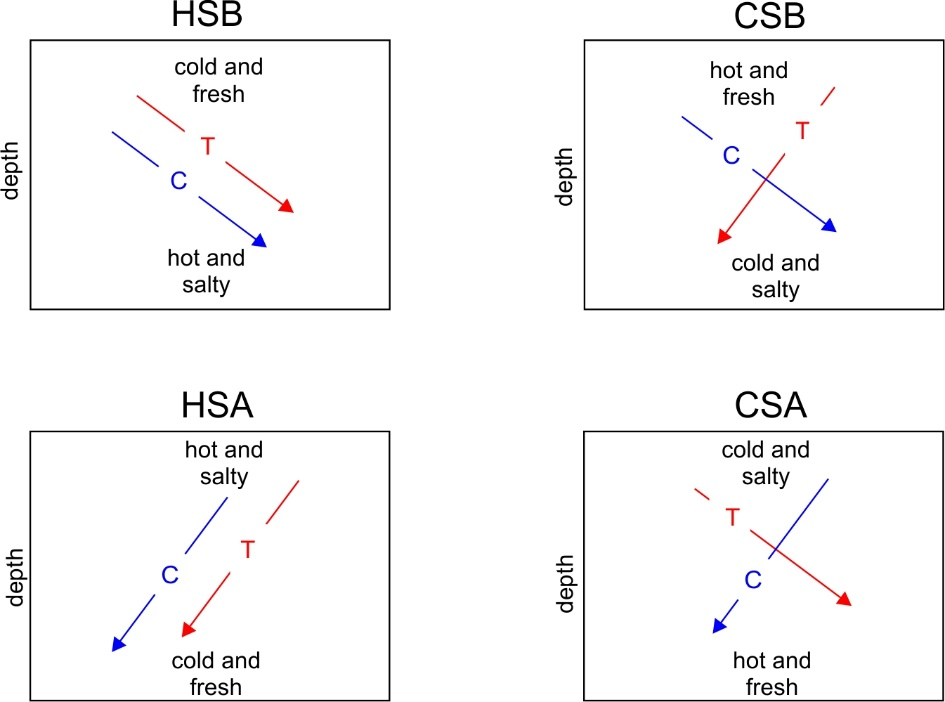 HSB
cold and
fresh
T
C
depth
hot and
salty
CSB
hot and
fresh
T
C
depth
cold and
salty
HSA
hot and
salty
T
C
depth
cold and
fresh
CSA
cold and
salty
T
C
depth
hot and
fresh